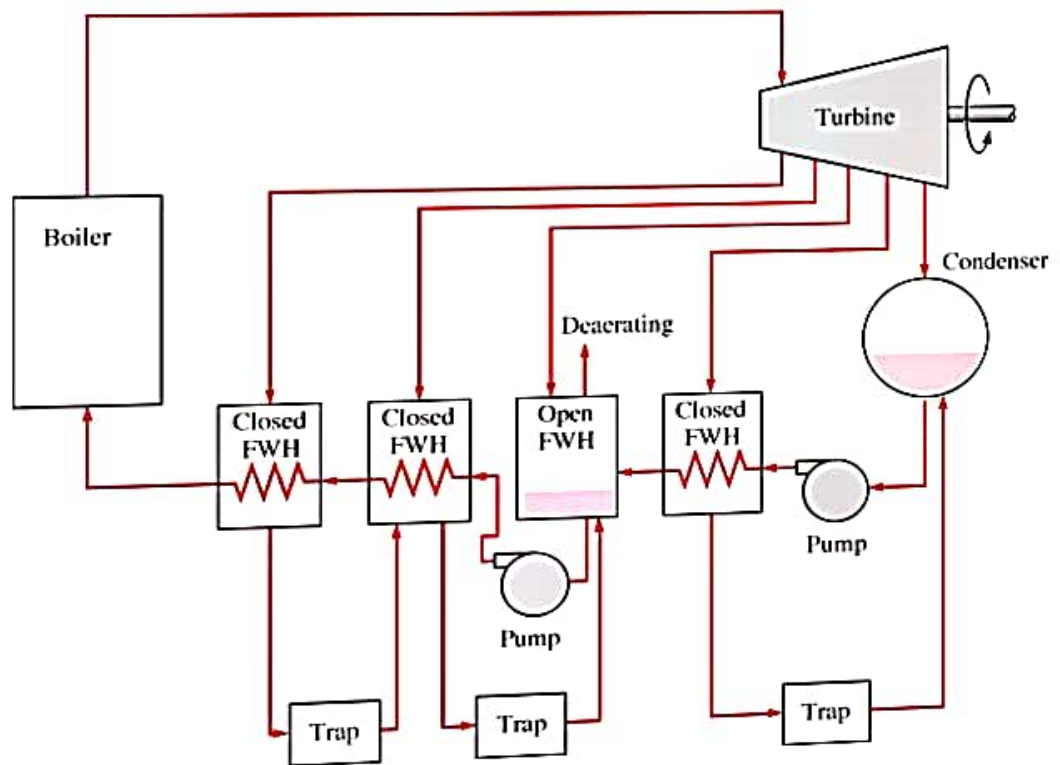 Turbine
Boiler
Condenser
Deaerating
Closed
FWH
Closed
FWH
Open
FWH
Closed
FWH
Pump
Pump
Trap
Trap
Trap